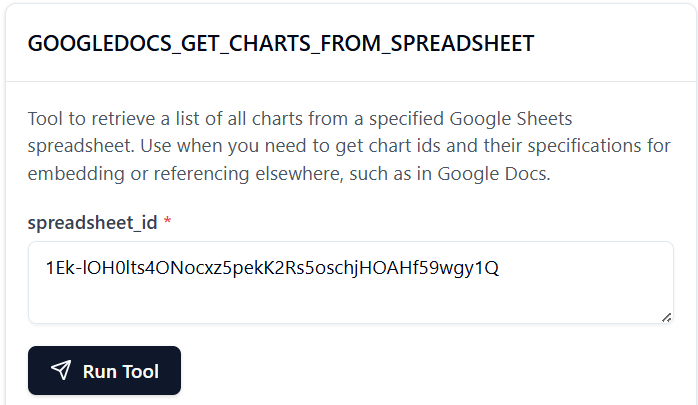 GOOGLEDOCS_GET_CHARTS_FROM_SPREADSHEET
Tool to retrieve a list of all charts from a specified Google Sheets
spreadsheet. Use when you need to get chart ids and their specifications for
embedding or referencing elsewhere, such as in Google Docs.
spreadsheet_id *
1Ek-lOH0lts4ONocxz5pekK2Rs5oschjHOAHf59wgy1Q
Run Tool